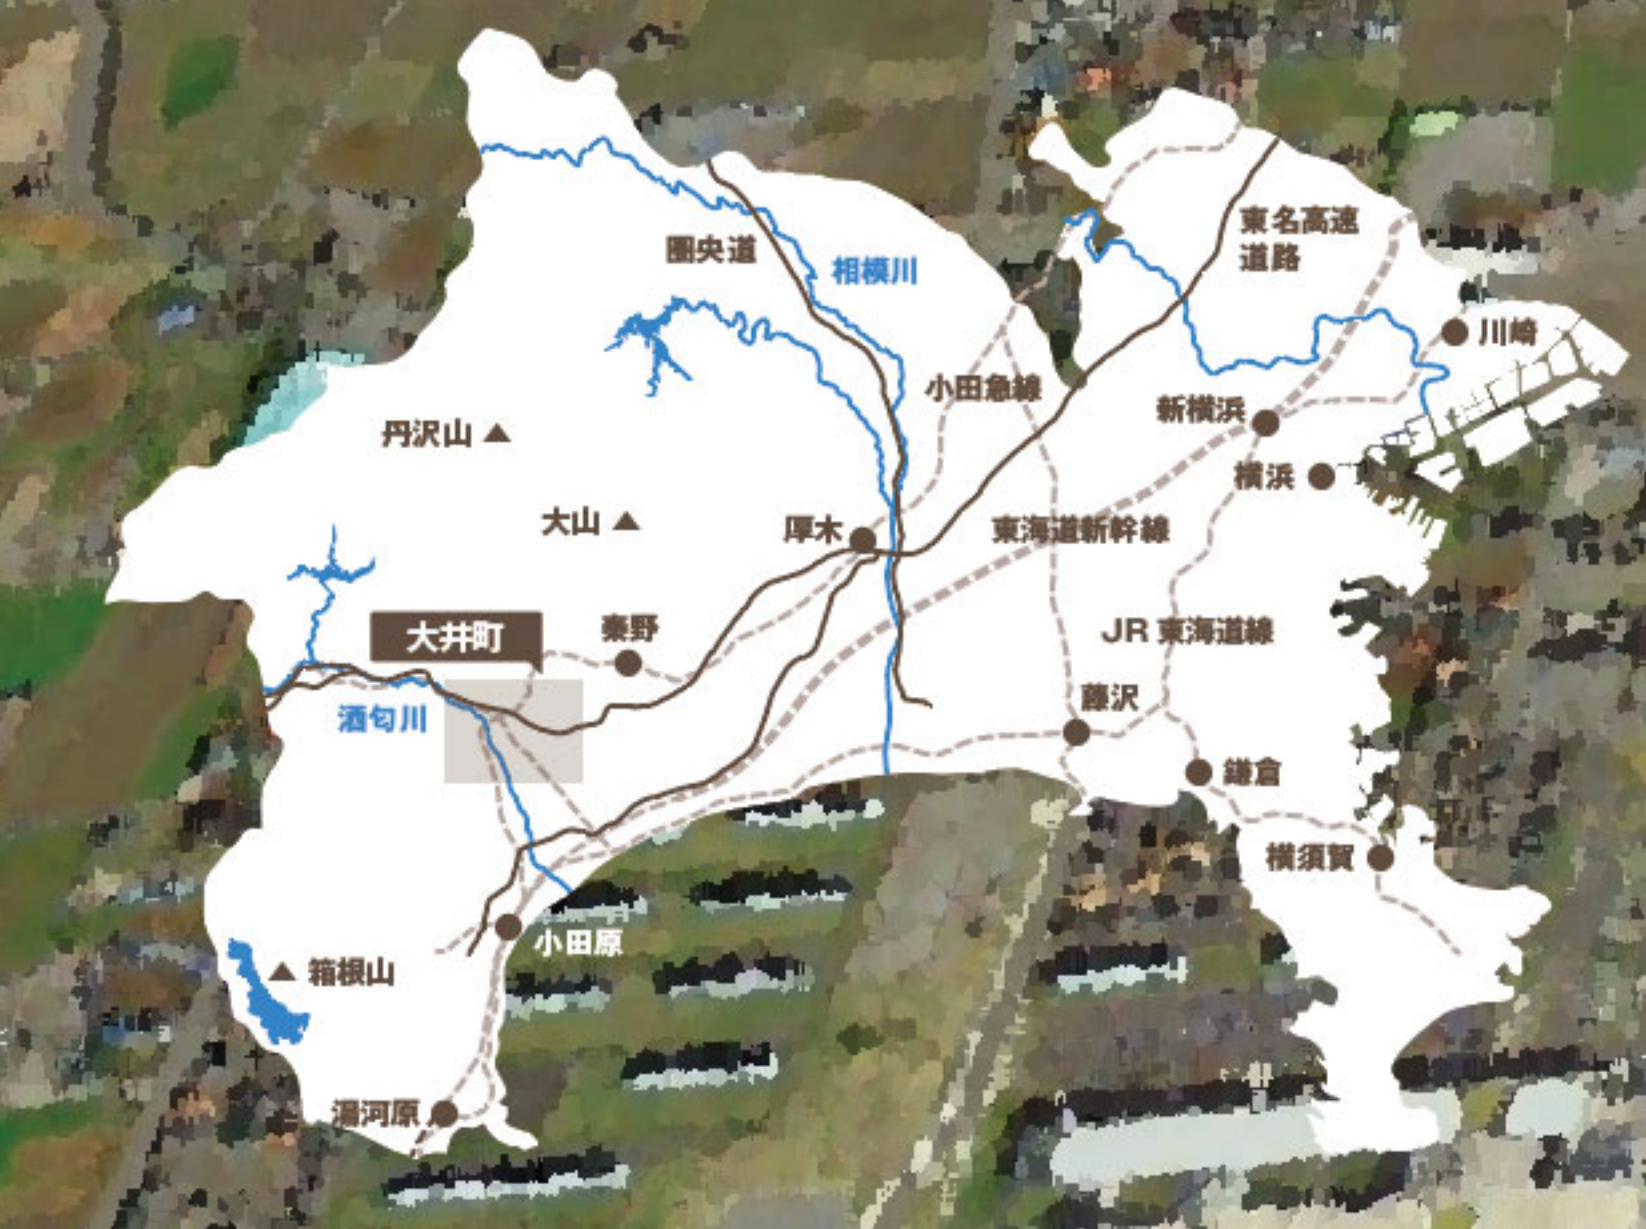 東名高速
道路
圏央道
相模川
川崎
小田急線
新横浜
丹沢山
横浜
大山
厚木
東海道新幹線
大井町
秦野
JR 東海道線
藤沢
酒匂川
鎌倉
横須賀
小田原
箱根山
湯河原